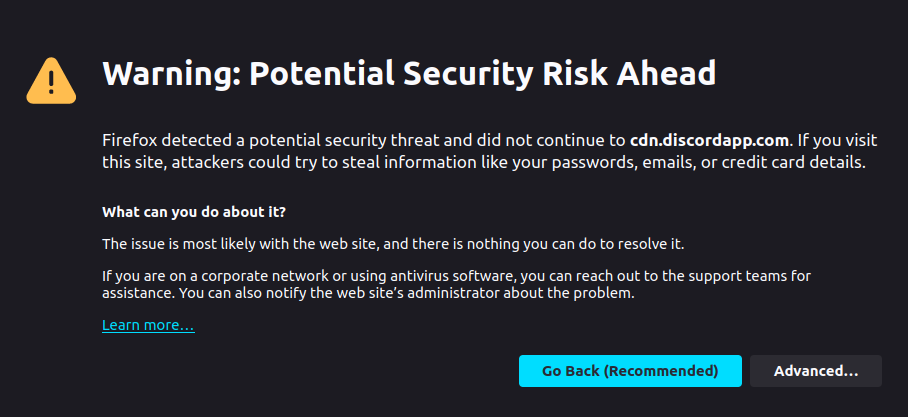 Warning: Potential Security Risk Ahead
Firefox detected a potential security threat and did not continue to cdn.discordapp.com. If you visit
this site, attackers could try to steal information like your passwords, emails, or credit card details.
What can you do about it?
The issue is most likely with the web site, and there is nothing you can do to resolve it.
If you are on a corporate network or using antivirus software, you can reach out to the support teams for
assistance. You can also notify the web site’s administrator about the problem.
Learn more…
Go Back (Recommended)
Advanced…